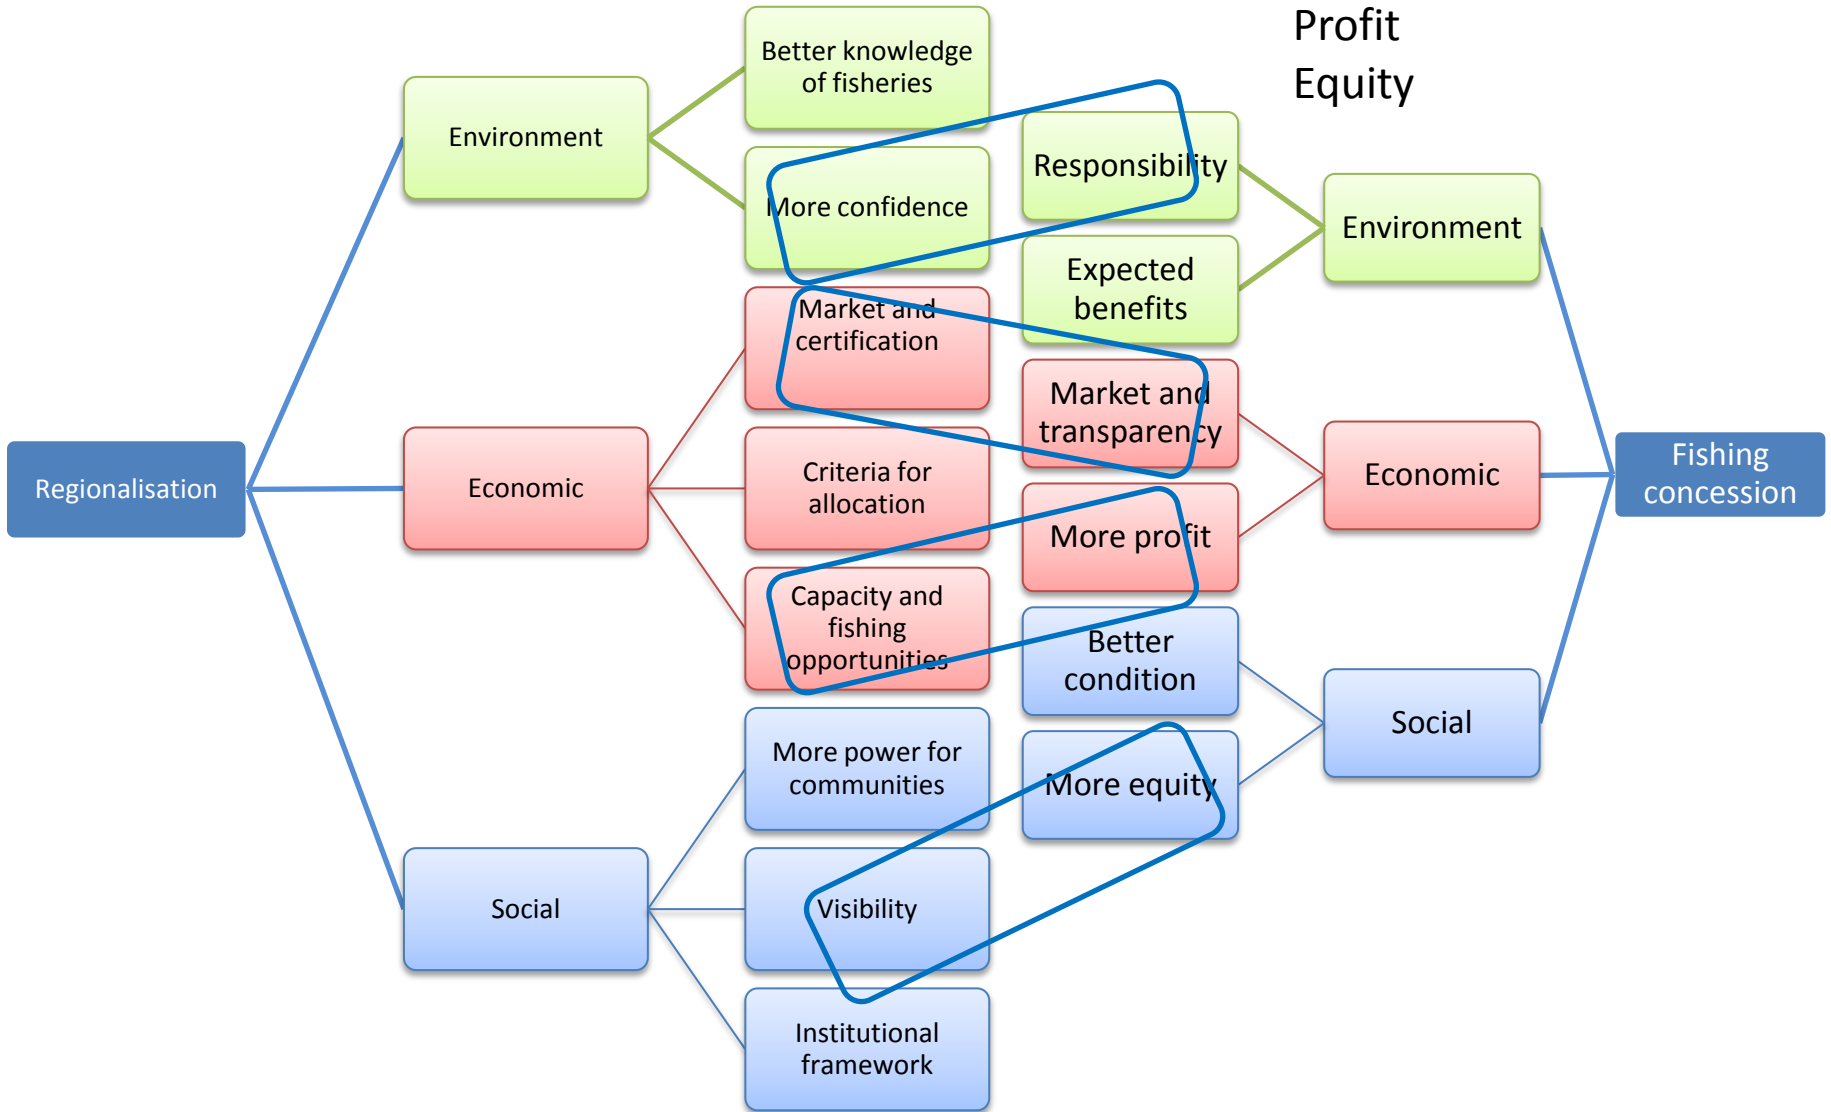 Profit
Equity
Regionalisation
Environment
Better knowledge
of fisheries
More confidence
Economic
Market and
certification
Criteria for
allocation
Capacity and
fishing
opportunities
Social
More power for
communities
Visibility
Institutional
framework
Responsibility
Expected
benefits
Environment
Market and
transparency
More profit
Economic
Better
condition
More equity
Social
Fishing
concession